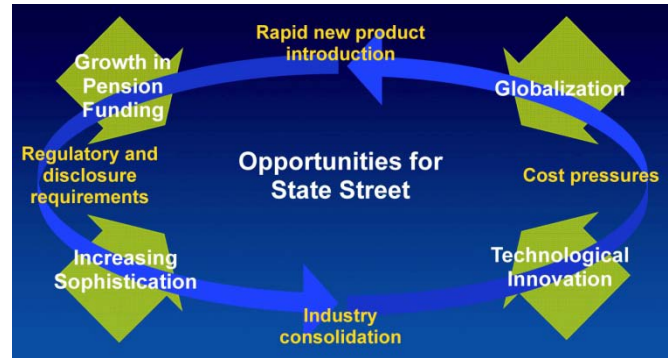 Rapid new product
introduction
Growth in
Pension
Funding
Globalization
Regulatory and
disclosure
requirements
Opportunities for
State Street
Cost pressures
Increasing
Sophistication
Technological
Innovation
Industry
consolidation